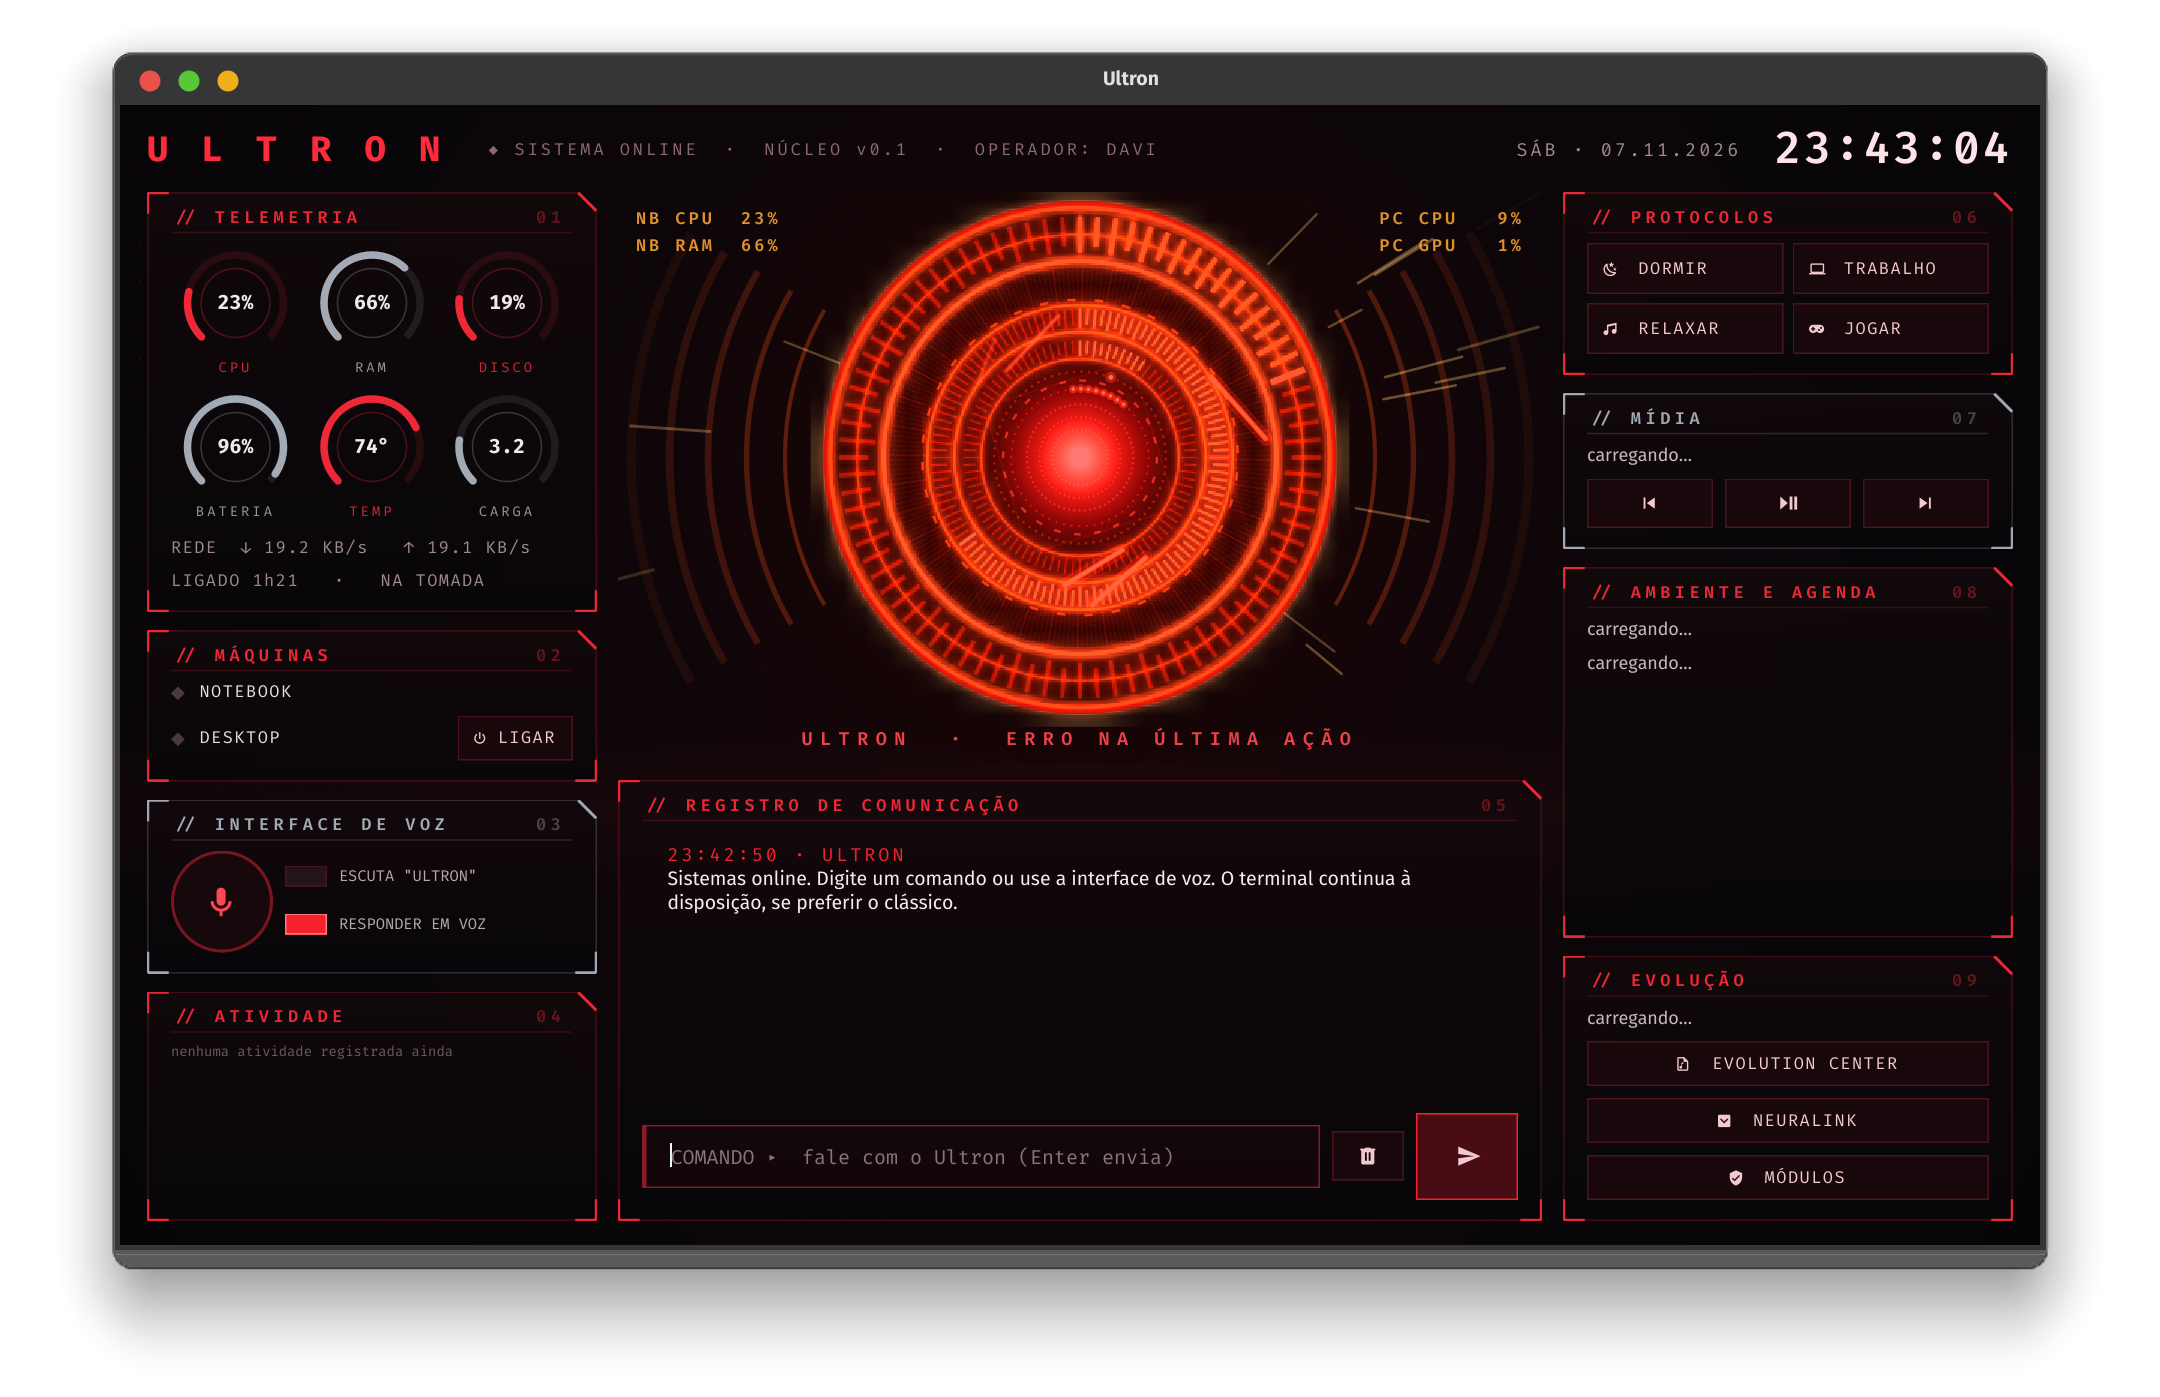 Ultron
ULTRON ◆ SISTEMA ONLINE · NÚCLEO v0.1 · OPERADOR: DAVI SÁB · 07.11.2026 23:43:04
// TELEMETRIA 01
23% 66% 19%
CPU RAM DISCO
96% 74° 3.2
BATERIA TEMP CARGA
REDE ↓ 19.2 KB/s ↑ 19.1 KB/s
LIGADO 1h21 · NA TOMADA
// MÁQUINAS 02
◆ NOTEBOOK
◆ DESKTOP LIGAR
// INTERFACE DE VOZ 03
ESCUTA "ULTRON"
RESPONDER EM VOZ
// ATIVIDADE 04
nenhuma atividade registrada ainda
NB CPU 23% PC CPU 9%
NB RAM 66% PC GPU 1%
ULTRON · ERRO NA ÚLTIMA AÇÃO
// REGISTRO DE COMUNICAÇÃO 05
23:42:50 · ULTRON
Sistemas online. Digite um comando ou use a interface de voz. O terminal continua à
disposição, se preferir o clássico.
COMANDO ▸ fale com o Ultron (Enter envia)
// PROTOCOLOS 06
DORMIR TRABALHO
RELAXAR JOGAR
// MÍDIA 07
carregando...
// AMBIENTE E AGENDA 08
carregando...
carregando...
// EVOLUÇÃO 09
carregando...
EVOLUTION CENTER
NEURALINK
MÓDULOS